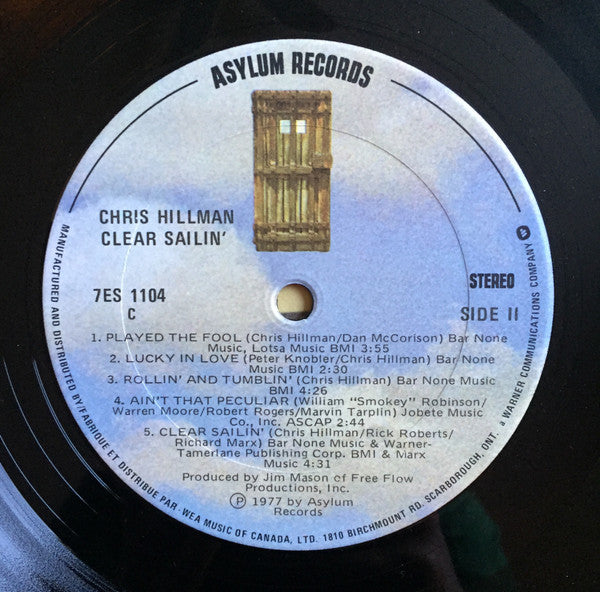 ASYLUM RECORDS
CHRIS HILLMAN
CLEAR SAILIN'
7ES 1104
C
STEREO
SIDE II
1. PLAYED THE FOOL (Chris Hillman/Dan McCorison) Bar None
Music, Lotsa Music BMI 3:55
2. LUCKY IN LOVE (Peter Knobler/Chris Hillman) Bar None
Music BMI 2:30
3. ROLLIN' AND TUMBLIN' (Chris Hillman) Bar None Music
BMI 4:26
4. AIN'T THAT PECULIAR (William "Smokey" Robinson/
Warren Moore/Robert Rogers/Marvin Tarplin) Jobete Music
Co., Inc. ASCAP 2:44
5. CLEAR SAILIN' (Chris Hillman/Rick Roberts/
Richard Marx) Bar None Music & Warner-
Tamerlane Publishing Corp. BMI & Marx
Music 4:31
Produced by Jim Mason of Free Flow
Productions, Inc.
Ⓟ 1977 by Asylum
Records
MANUFACTURED AND DISTRIBUTED BY/FABRIQUE ET DISTRIBUE PAR. WEA MUSIC OF CANADA, LTD. 1810 BIRCHMOUNT RD. SCARBOROUGH, ONT. a WARNER COMMUNICATIONS COMPANY